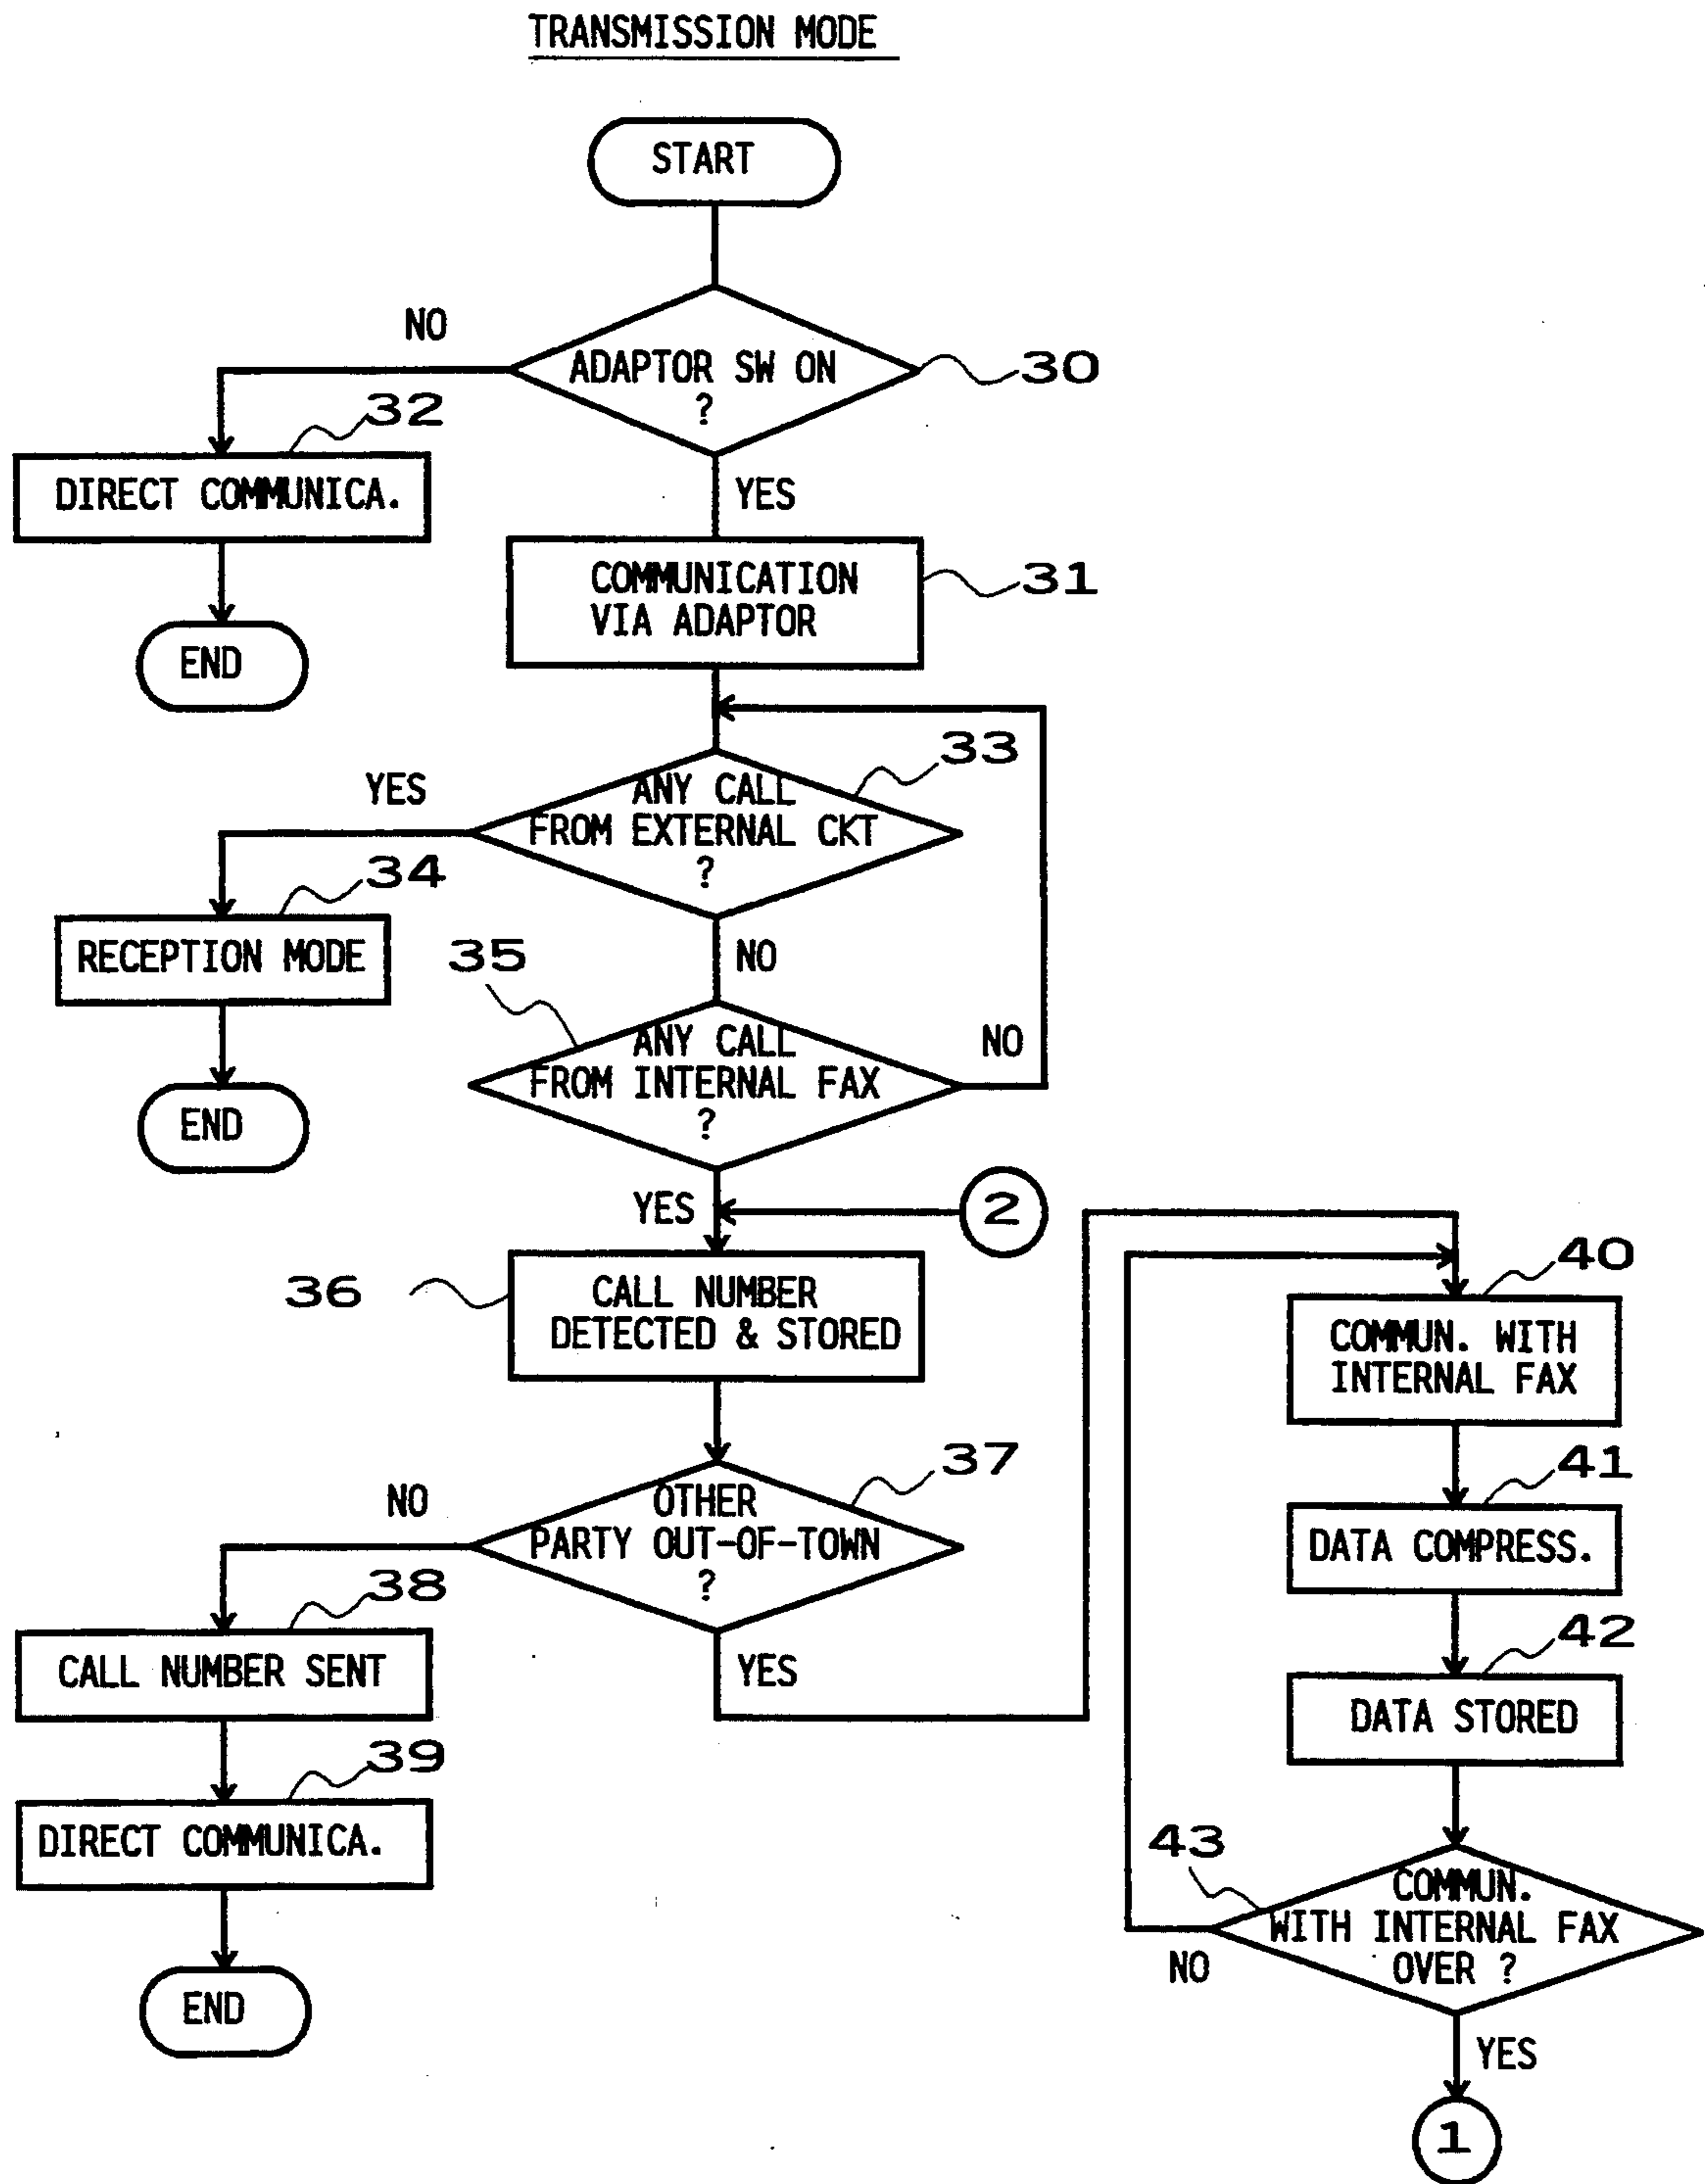 TRANSMISSION MODE
START
NO
ADAPTOR SW ON
?
30
32
DIRECT COMMUNICA.
YES
END
COMMUNICATION
VIA ADAPTOR
31
33
YES
ANY CALL
FROM EXTERNAL CKT
?
34
RECEPTION MODE
35
NO
ANY CALL
FROM INTERNAL FAX
?
NO
END
YES
2
36
CALL NUMBER
DETECTED & STORED
40
COMMUN. WITH
INTERNAL FAX
37
NO
OTHER
PARTY OUT-OF-TOWN
?
41
DATA COMPRESS.
38
CALL NUMBER SENT
YES
42
DATA STORED
39
DIRECT COMMUNICA.
43
COMMUN.
WITH INTERNAL FAX
OVER ?
NO
END
YES
1